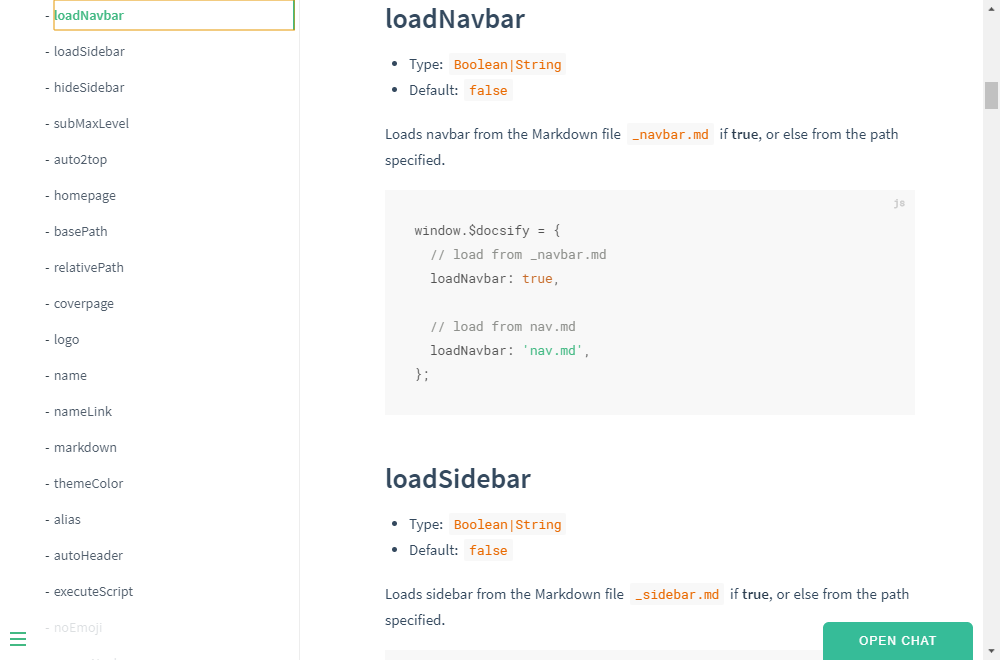 - loadNavbar
- loadSidebar
- hideSidebar
- subMaxLevel
- auto2top
- homepage
- basePath
- relativePath
- coverpage
- logo
- name
- nameLink
- markdown
- themeColor
- alias
- autoHeader
- executeScript
- noEmoji
loadNavbar
• Type: Boolean|String
• Default: false
Loads navbar from the Markdown file _navbar.md if true, or else from the path
specified.
js
window.$docsify = {
// load from _navbar.md
loadNavbar: true,
// load from nav.md
loadNavbar: 'nav.md',
};
loadSidebar
• Type: Boolean|String
• Default: false
Loads sidebar from the Markdown file _sidebar.md if true, or else from the path
specified.
OPEN CHAT